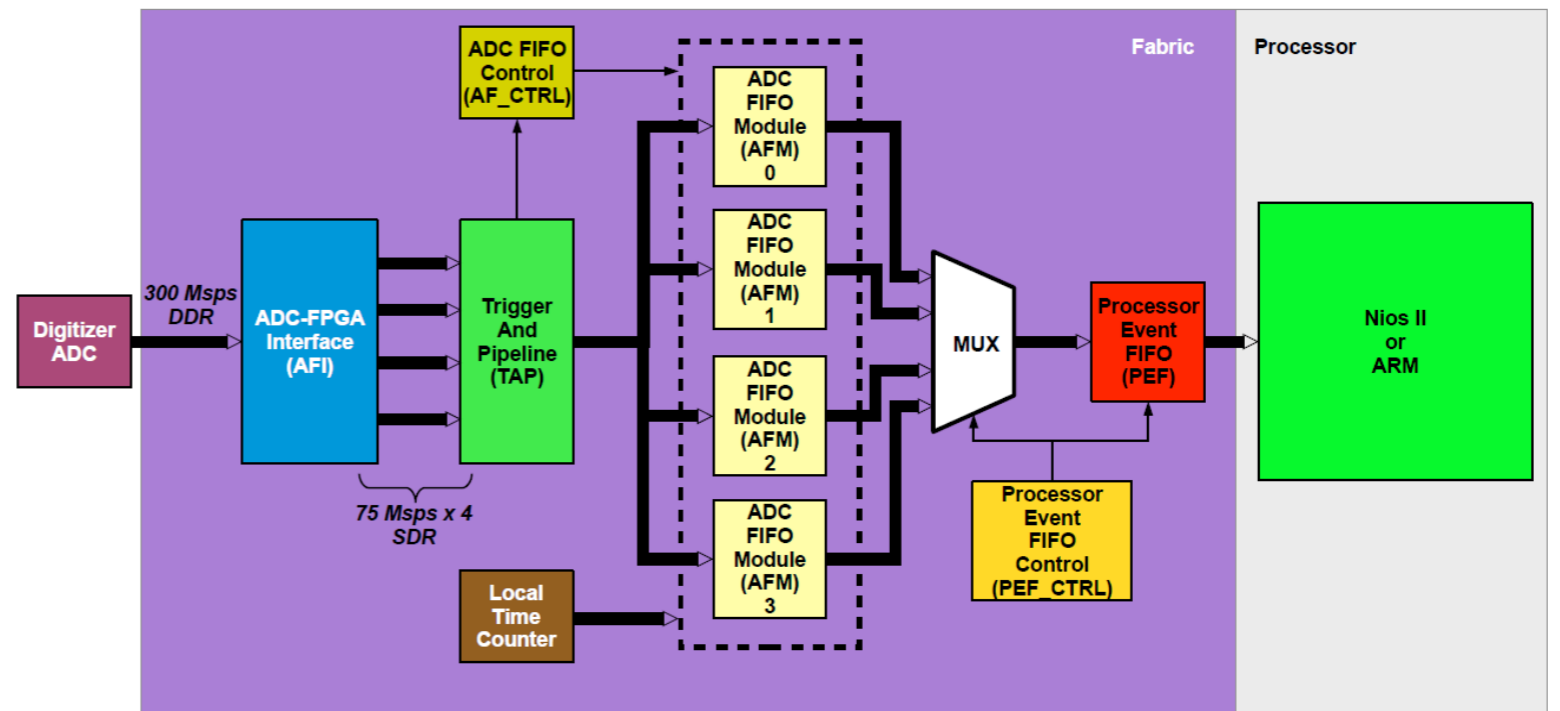 Fabric
Processor
ADC FIFO
Control
(AF_CTRL)
ADC
FIFO
Module
(AFM)
0
ADC
FIFO
Module
(AFM)
1
ADC
FIFO
Module
(AFM)
2
ADC
FIFO
Module
(AFM)
3
Digitizer
ADC
300 Msps
DDR
ADC-FPGA
Interface
(AFI)
75 Msps x 4
SDR
Trigger
And
Pipeline
(TAP)
Local
Time
Counter
MUX
Processor
Event
FIFO
(PEF)
Processor
Event
FIFO
Control
(PEF_CTRL)
Nios II
or
ARM